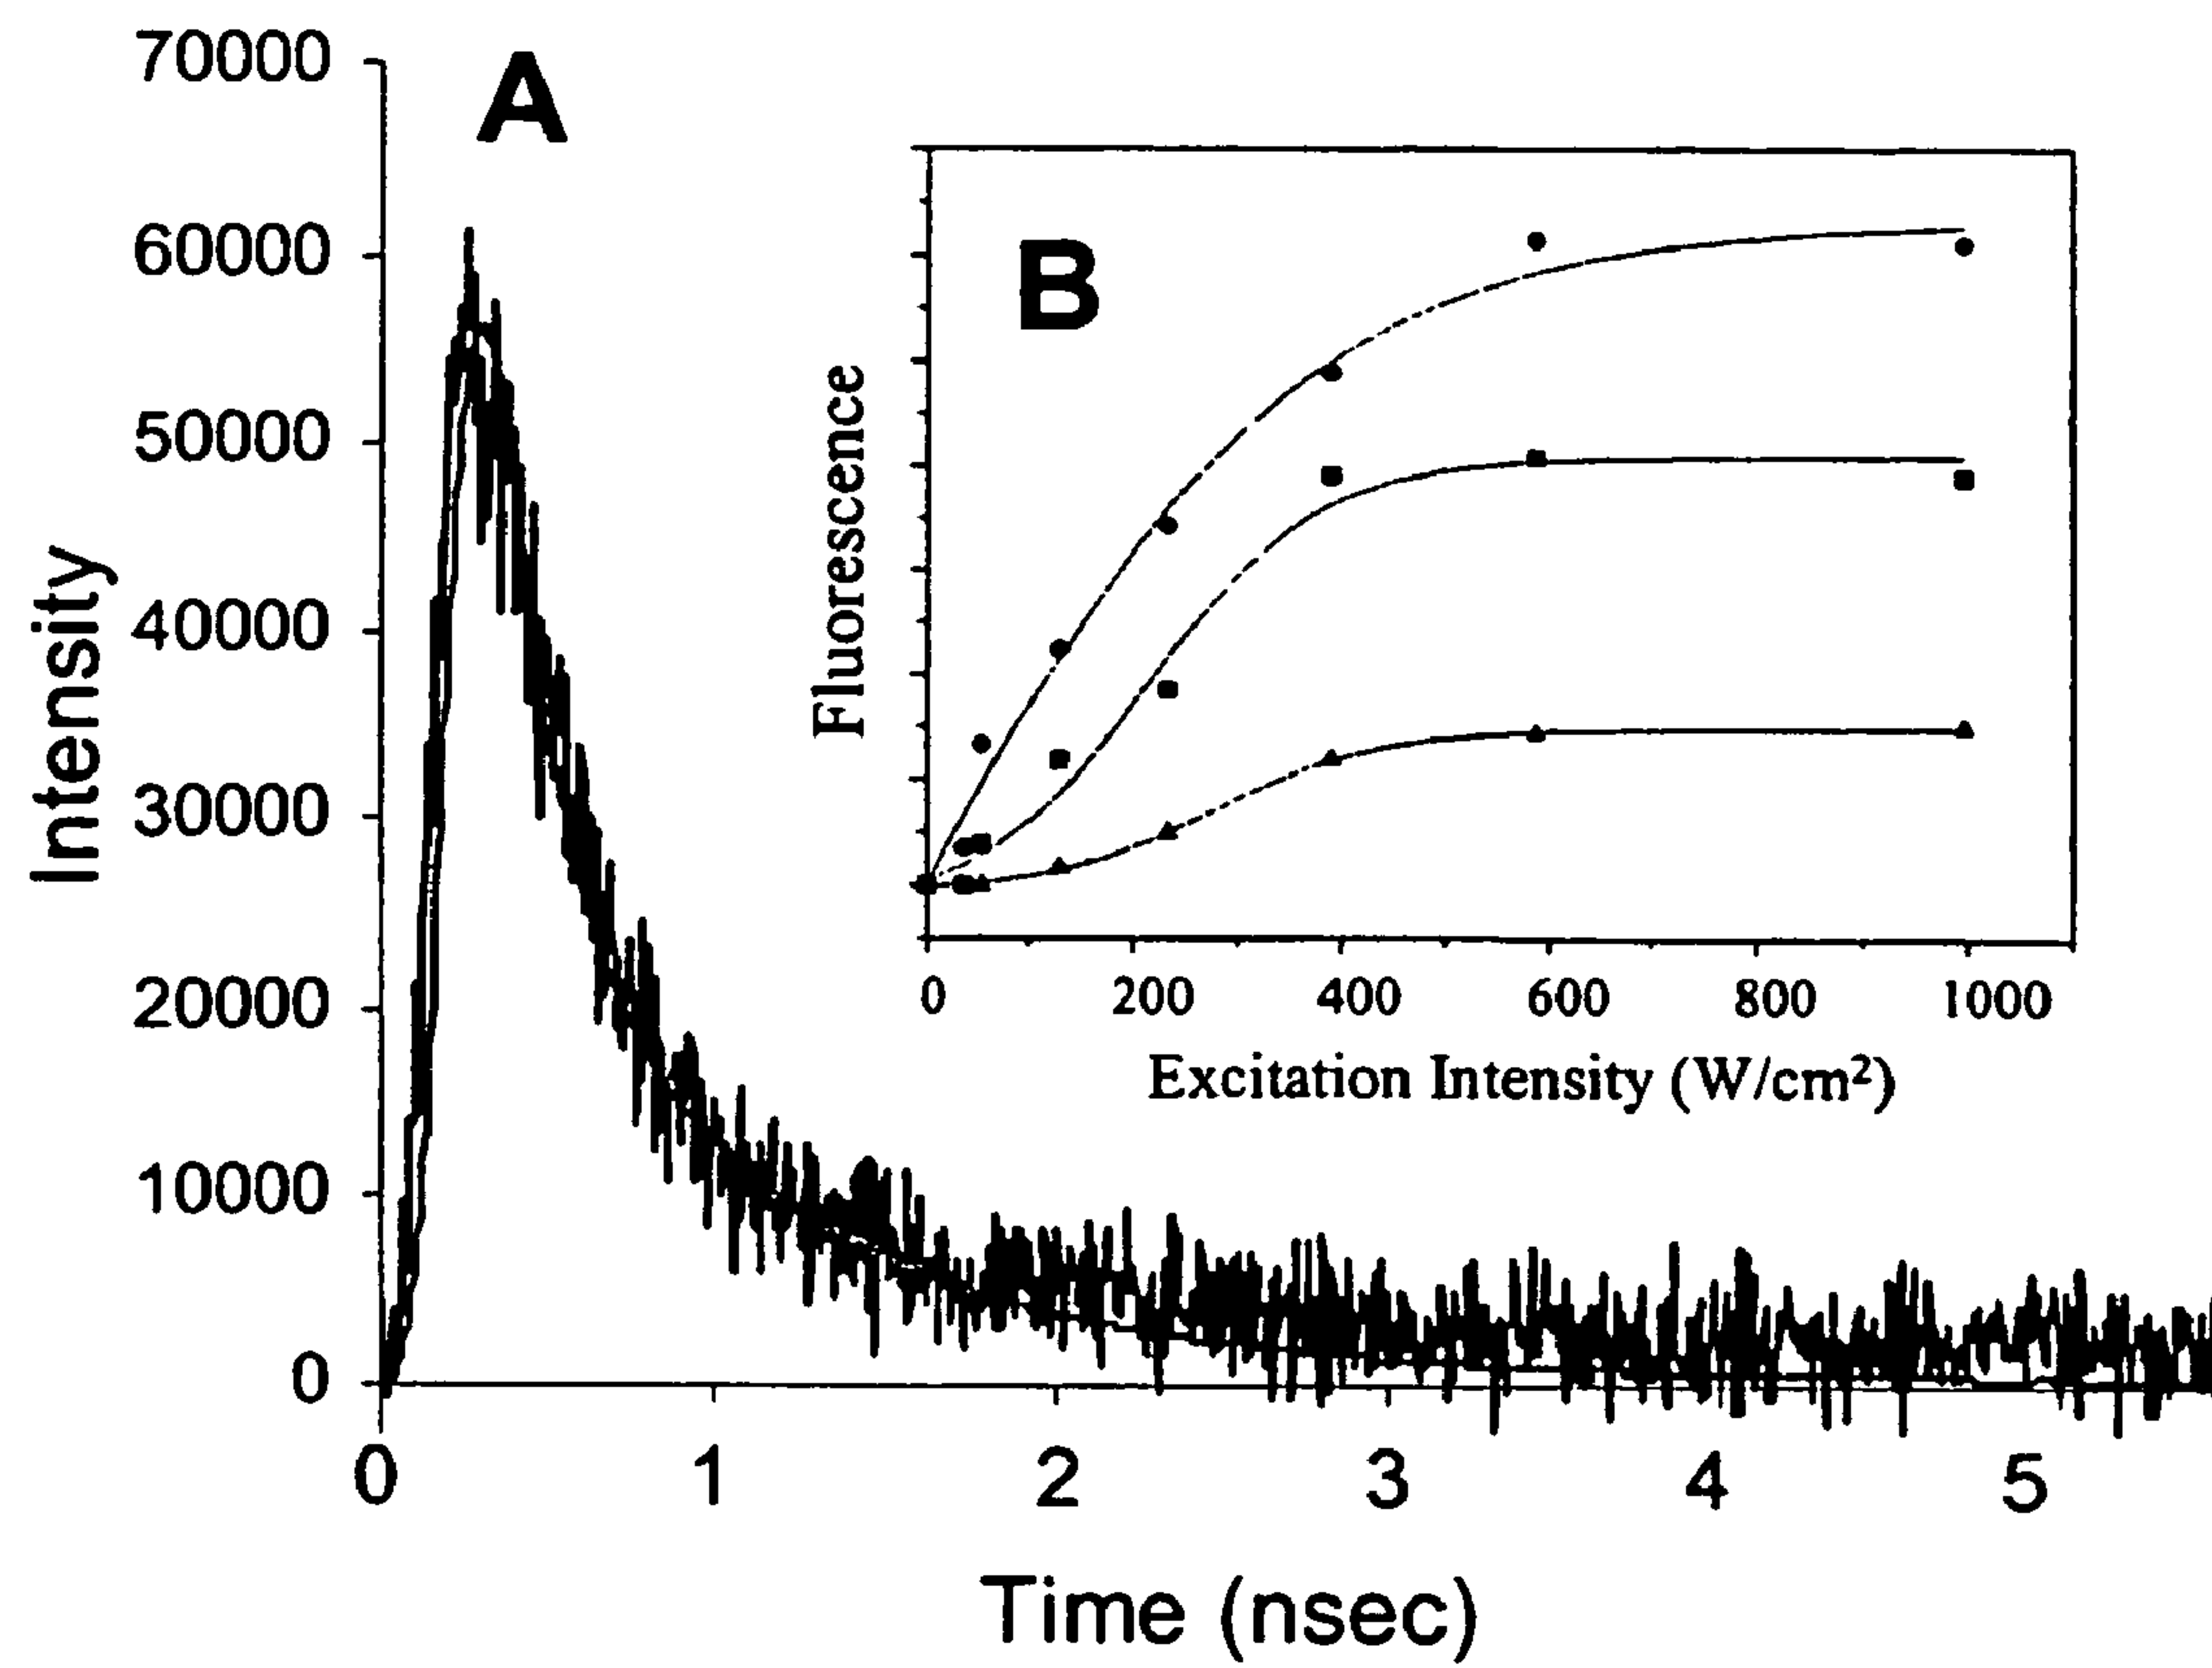 A
70000
60000
50000
40000
30000
20000
10000
0
Intensity
0 1 2 3 4 5
Time (nsec)
B
Fluorescence
0 200 400 600 800 1000
Excitation Intensity (W/cm²)